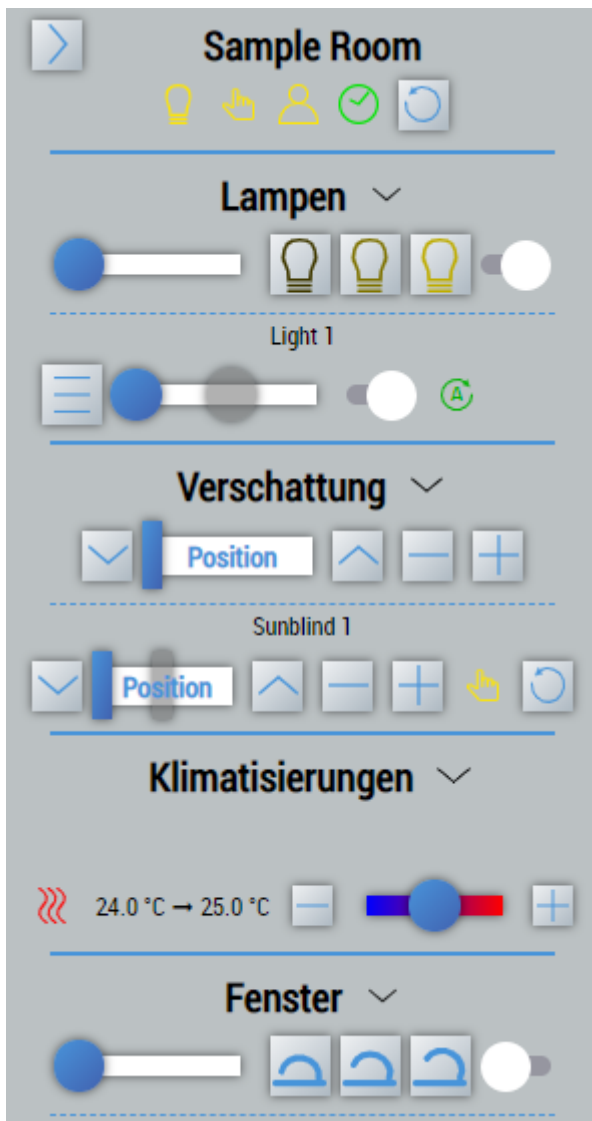 Sample Room
Lampen
Light 1
A
Verschattung
Position
Sunblind 1
Position
Klimatisierungen
24.0 °C → 25.0 °C
Fenster